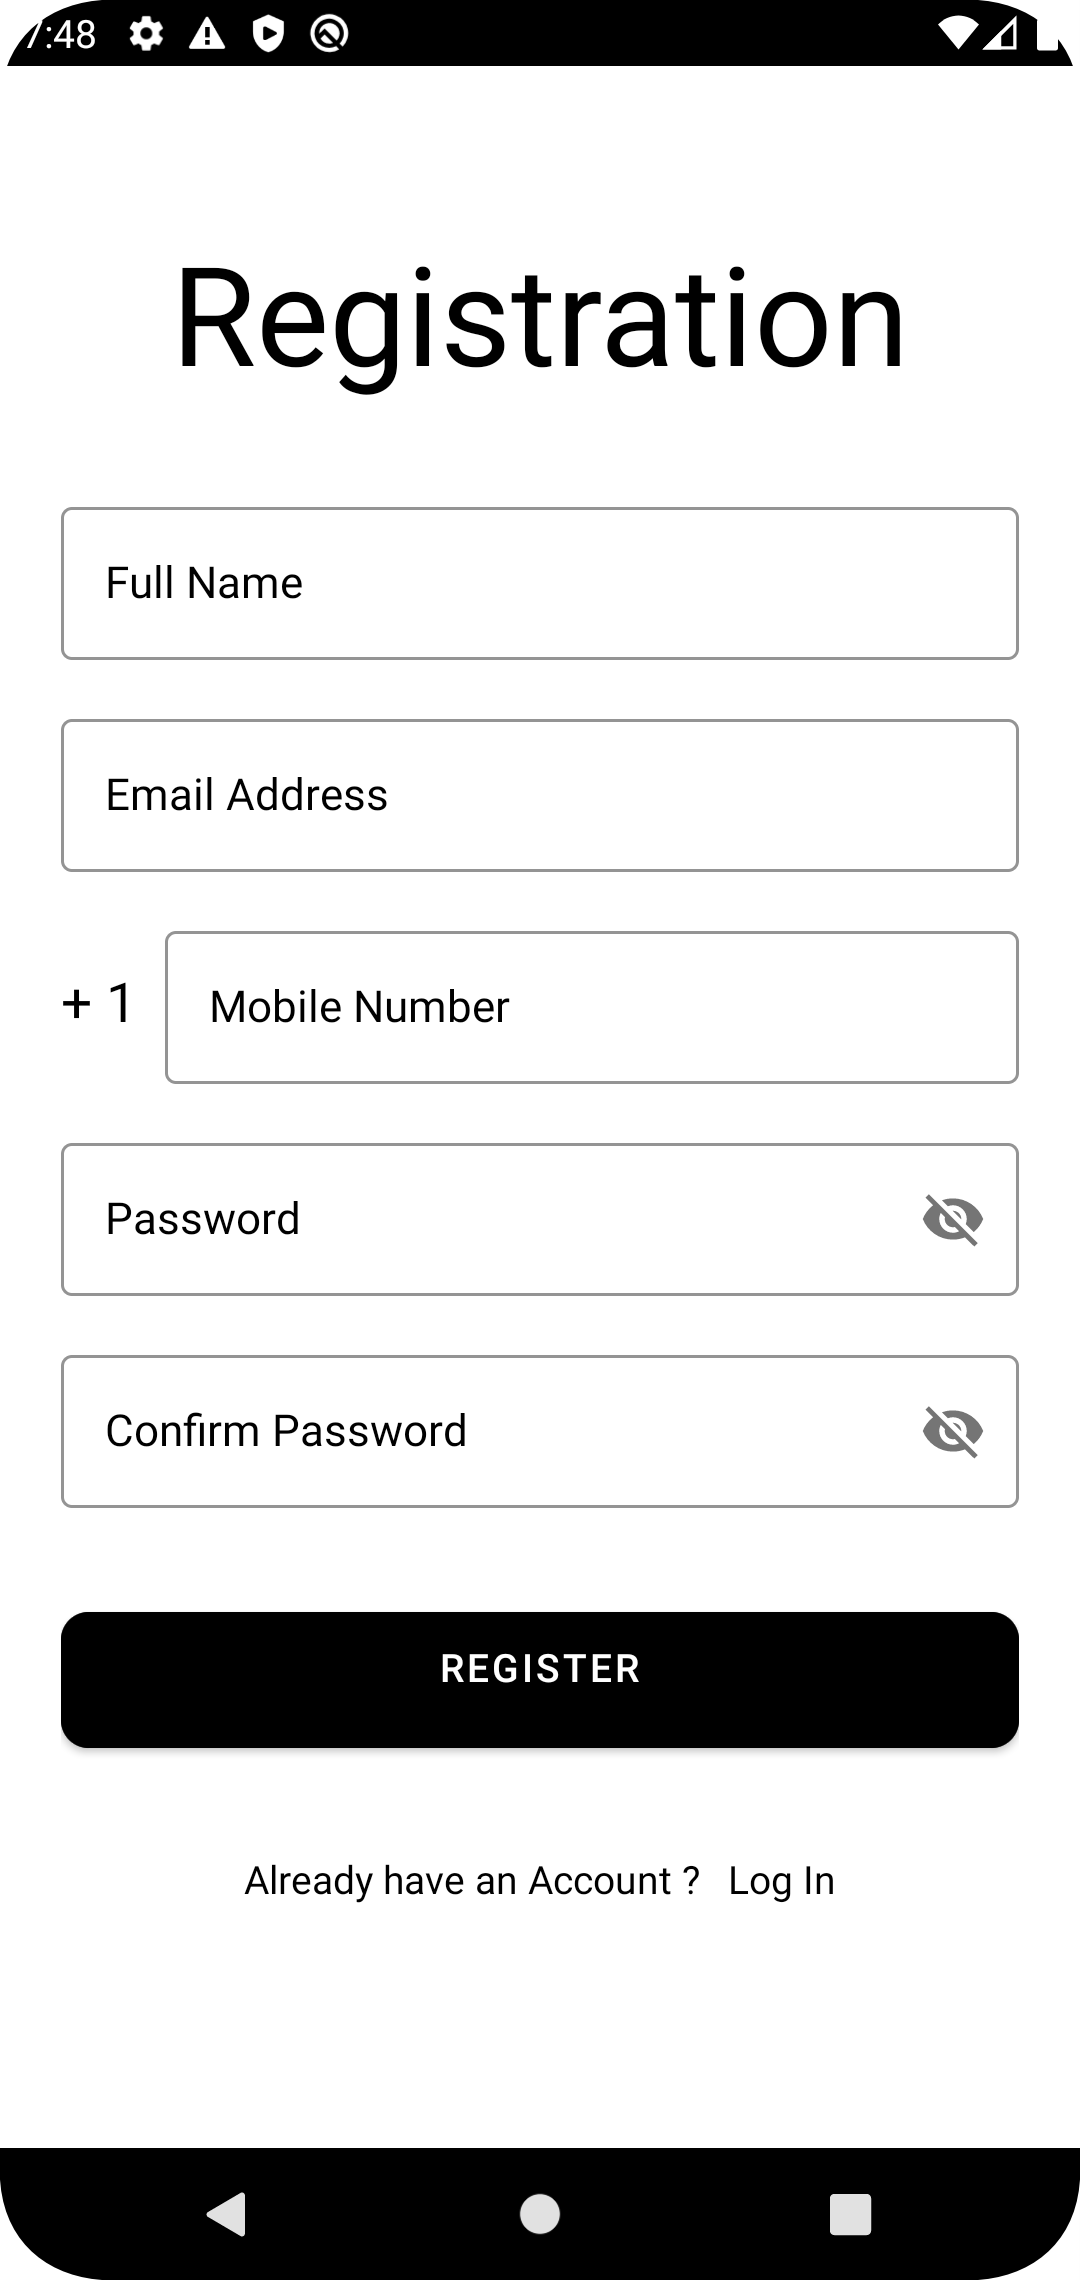 7:48
Registration
Full Name
Email Address
+ 1 Mobile Number
Password
Confirm Password
REGISTER
Already have an Account ? Log In